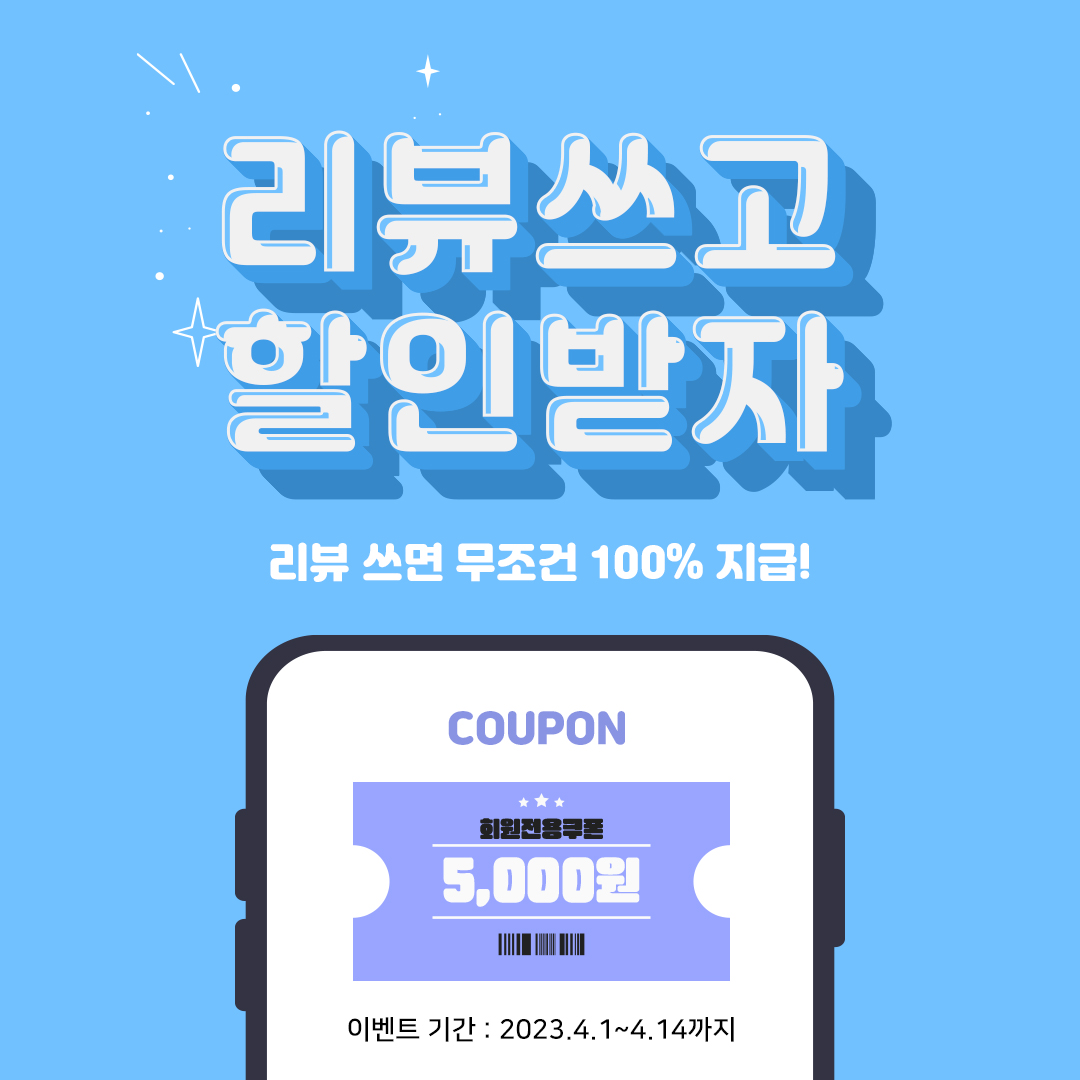 리뷰쓰고
할인받자
리뷰 쓰면 무조건 100% 지급!
COUPON
회원전용쿠폰
5,000원
이벤트 기간 : 2023.4.1~4.14까지